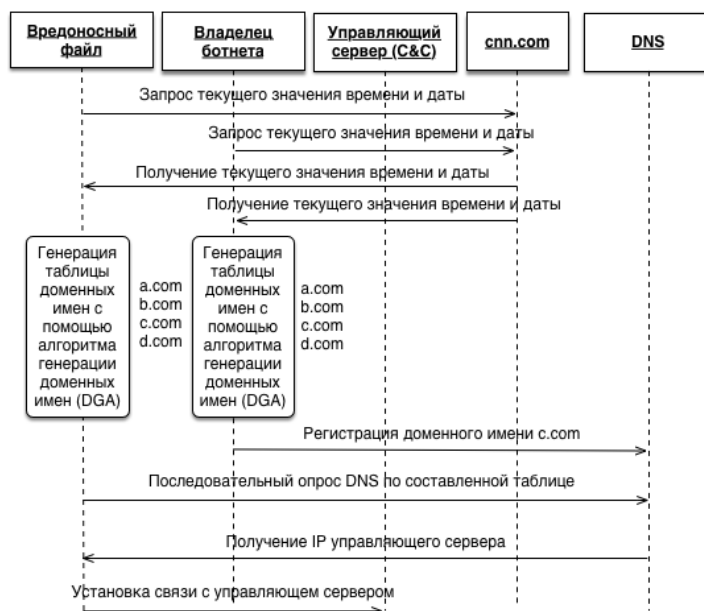 Вредоносный
файл
Владелец
ботнета
Управляющий
сервер (C&C)
cnn.com
DNS
Запрос текущего значения времени и даты
Запрос текущего значения времени и даты
Получение текущего значения времени и даты
Получение текущего значения времени и даты
Генерация
таблицы
доменных
имен с
помощью
алгоритма
генерации
доменных
имен (DGA)
a.com
b.com
c.com
d.com
Генерация
таблицы
доменных
имен с
помощью
алгоритма
генерации
доменных
имен (DGA)
a.com
b.com
c.com
d.com
Регистрация доменного имени c.com
Последовательный опрос DNS по составленной таблице
Получение IP управляющего сервера
Установка связи с управляющем сервером